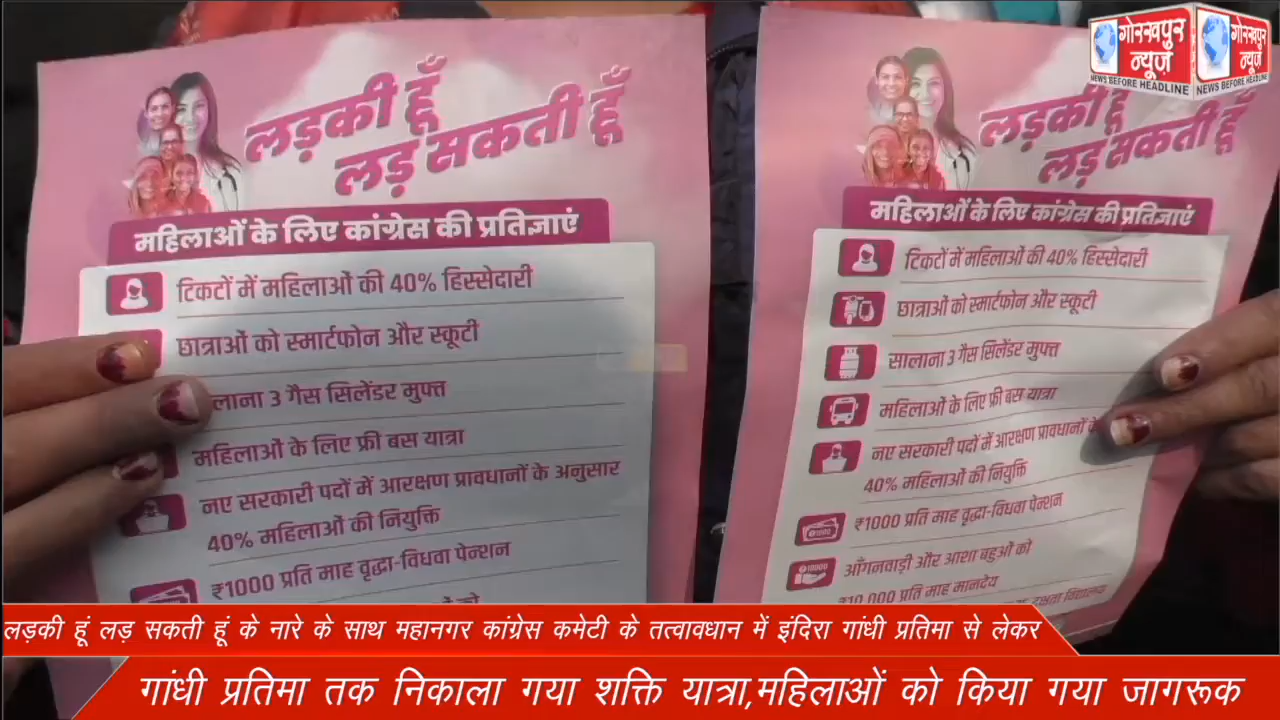 गोरखपुर
न्यूज़
NEWS BEFORE HEADLINE
गोरखपुर
न्यूज़
NEWS BEFORE HEADLINE
लड़की हूँ
लड़ सकती हूँ
महिलाओं के लिए कांग्रेस की प्रतिज्ञाएं
टिकटों में महिलाओं की 40% हिस्सेदारी
छात्राओं को स्मार्टफोन और स्कूटी
लाना 3 गैस सिलेंडर मुफ्त
महिलाओं के लिए फ्री बस यात्रा
नए सरकारी पदों में आरक्षण प्रावधानों के अनुसार
40% महिलाओं की नियुक्ति
₹1000 प्रति माह वृद्धा-विधवा पेन्शन
लड़की हूँ
लड़ सकती हूँ
महिलाओं के लिए कांग्रेस की प्रतिज्ञाएं
टिकटों में महिलाओं की 40% हिस्सेदारी
छात्राओं को स्मार्टफोन और स्कूटी
सालाना 3 गैस सिलेंडर मुफ्त
महिलाओं के लिए फ्री बस यात्रा
नए सरकारी पदों में आरक्षण प्रावधानों
40% महिलाओं की नियुक्ति
₹1000 प्रति माह वृद्धा-विधवा पेन्शन
आँगनवाड़ी और आशा बहुओं को
₹10,000 प्रति माह मानदेय
लड़की हूं लड़ सकती हूं के नारे के साथ महानगर कांग्रेस कमेटी के तत्वावधान में इंदिरा गांधी प्रतिमा से लेकर
गांधी प्रतिमा तक निकाला गया शक्ति यात्रा,महिलाओं को किया गया जागरूक